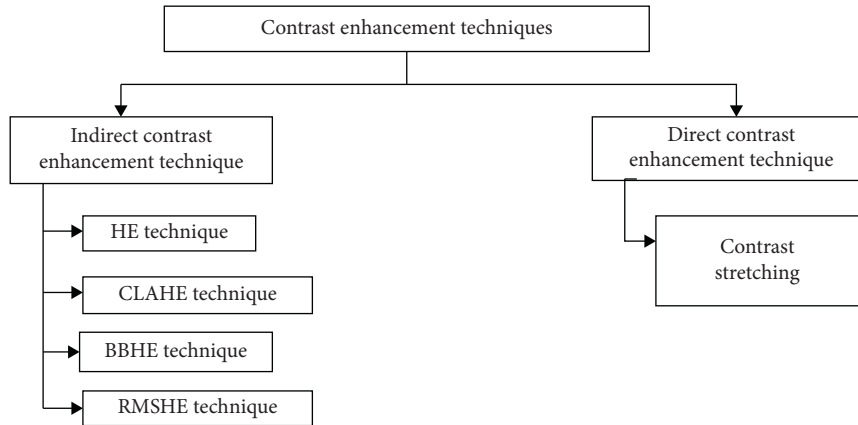 Contrast enhancement techniques
Indirect contrast
enhancement technique
HE technique
CLAHE technique
BBHE technique
RMSHE technique
Direct contrast
enhancement technique
Contrast
stretching